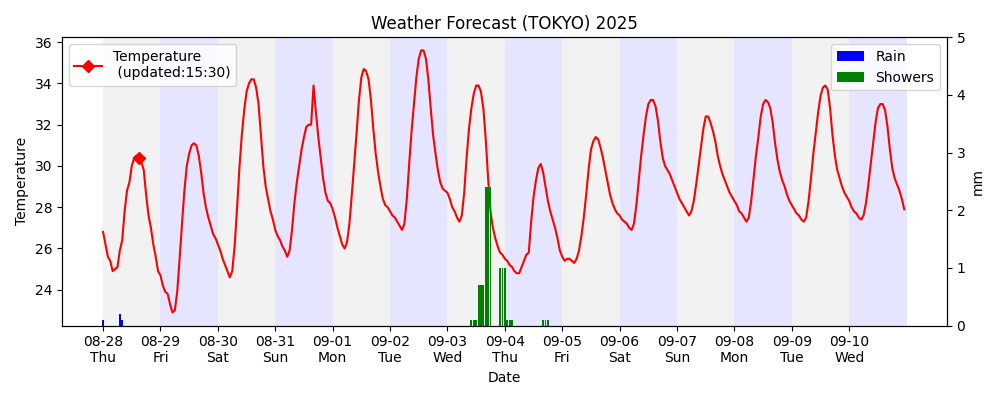 Weather Forecast (TOKYO) 2025
Temperature
(updated:15:30)
Rain
Showers
Temperature
36
34
32
30
28
26
24
5
4
3
2
1
0
mm
08-28 08-29 08-30 08-31 09-01 09-02 09-03 09-04 09-05 09-06 09-07 09-08 09-09 09-10
Thu Fri Sat Sun Mon Tue Wed Thu Fri Sat Sun Mon Tue Wed
Date